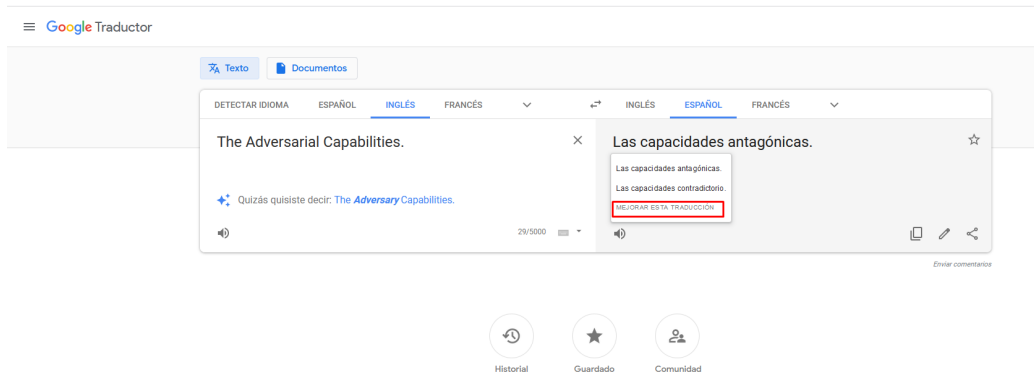 Google Traductor
Texto
Documentos
DETECTAR IDIOMA ESPAÑOL INGLÉS FRANCÉS
INGLÉS ESPAÑOL FRANCÉS
The Adversarial Capabilities.
Las capacidades antagónicas.
Las capacidades antagónicas.
Las capacidades contradictorio.
MEJORAR ESTA TRADUCCIÓN
Quizás quisiste decir: The Adversary Capabilities.
29/5000
Enviar comentarios
Historial
Guardado
Comunidad